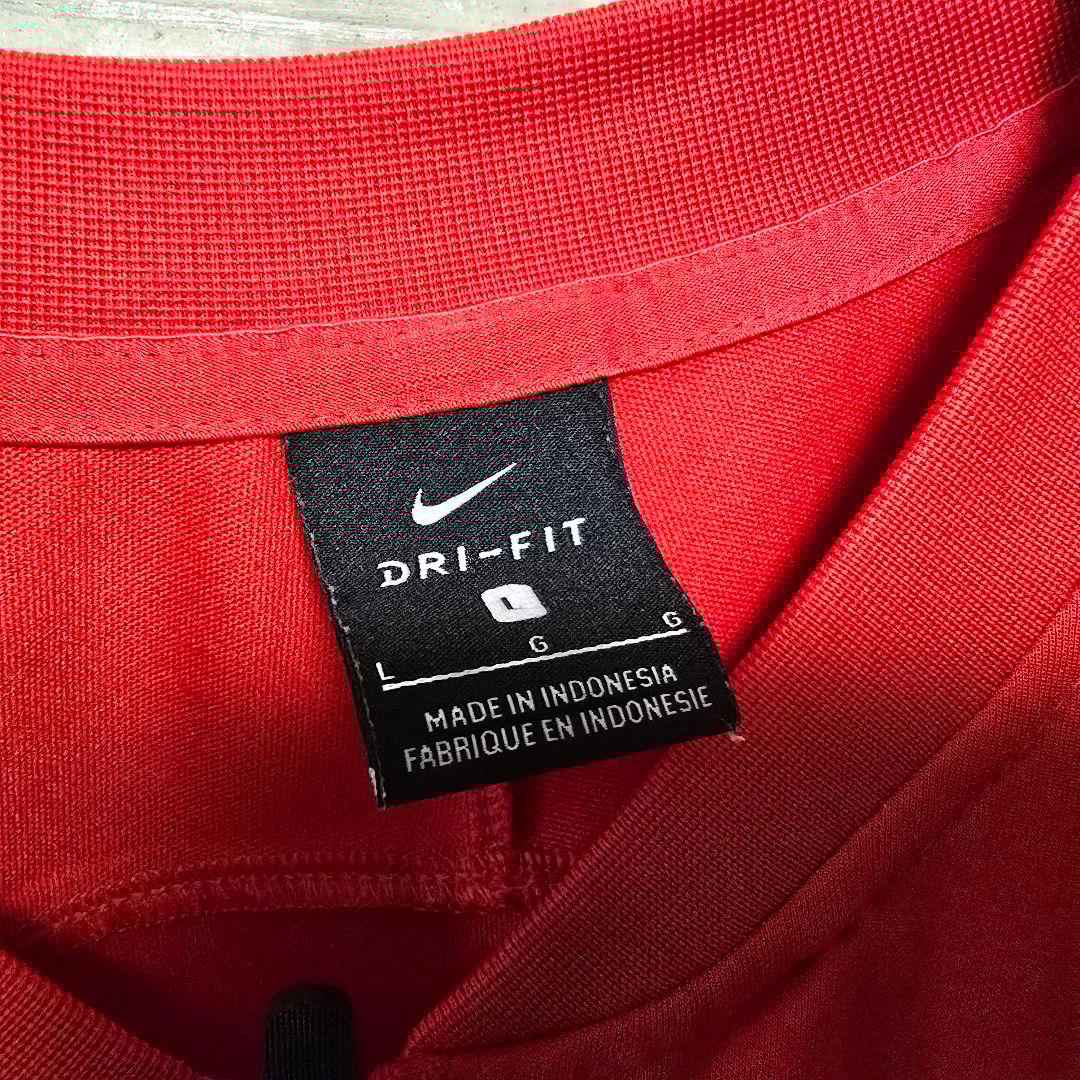 DRI-FIT
L
L G G
MADE IN INDONESIA
FABRIQUE EN INDONESIE